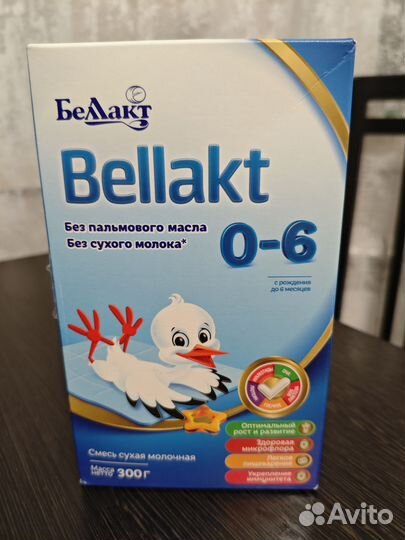 Беллакт
Bellakt
Без пальмового масла
Без сухого молока*
0-6
с рождения
до 6 месяцев
Оптимальный
рост и развитие
Здоровая
микрофлора
Легкое
пищеварение
Укрепление
иммунитета
Смесь сухая молочная
Масса
нетто 300 г
Avito